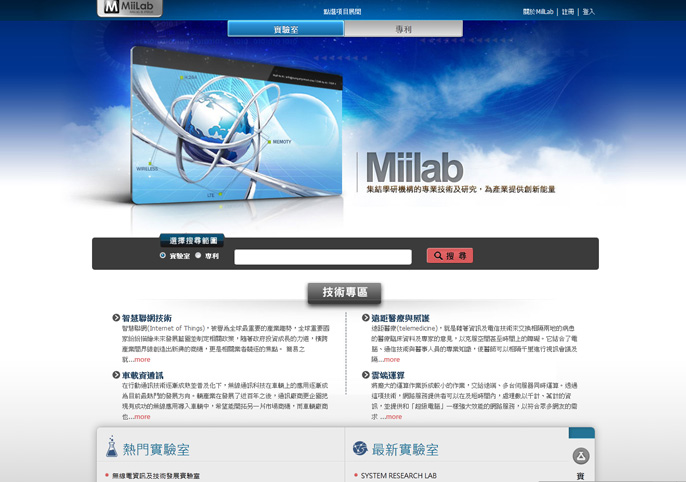 MiiLab
點選項目展開
關於MiiLab | 註冊 | 登入
實驗室
專利
MEMOTY
WIRELESS
LTE
Miilab
集結學研機構的專業技術及研究，為產業提供創新能量
選擇搜尋範圍
實驗室 專利
搜 尋
技術專區
智慧聯網技術
智慧聯網(Internet of Things)，被譽為全球最重要的產業趨勢，全球重要國
家紛紛描繪未來發展藍圖並制定相關政策，隨著政府投資成長的力道，橫跨
產業間界線創造出新興的商機，更是相關業者競逐的焦點。 簡言之
就...more
遠距醫療與照護
遠距醫療(telemedicine)，就是藉著資訊及電信技術來交換相隔兩地的病患
的醫療臨床資料及專家的意見，以克服空間甚至時間上的障礙。它結合了電
腦、通信技術與醫事人員的專業知識，使醫師可以相隔千里進行視訊會議及
隔...more
車載資通訊
在行動通訊技術逐漸成熟並普及化下，無線通訊科技在車輛上的應用逐漸成
為目前最熱門的發展方向。輛產業在發展了近百年之後，通訊廠商更企圖把
現有成功的無線應用導入車輛中，希望能開拓另一片市場商機，而車輛廠商
也...more
雲端運算
將龐大的運算作業拆成較小的作業，交給遠端、多台伺服器同時運算。透過
這項技術，網路服務提供者可以在及短時間內，處理數以千計、萬計的資
訊，並提供和「超級電腦」一樣強大效能的網路服務，以符合眾多網友的需
求 ...more
熱門實驗室
最新實驗室
無線電資訊及技術發展實驗室
SYSTEM RESEARCH LAB
實